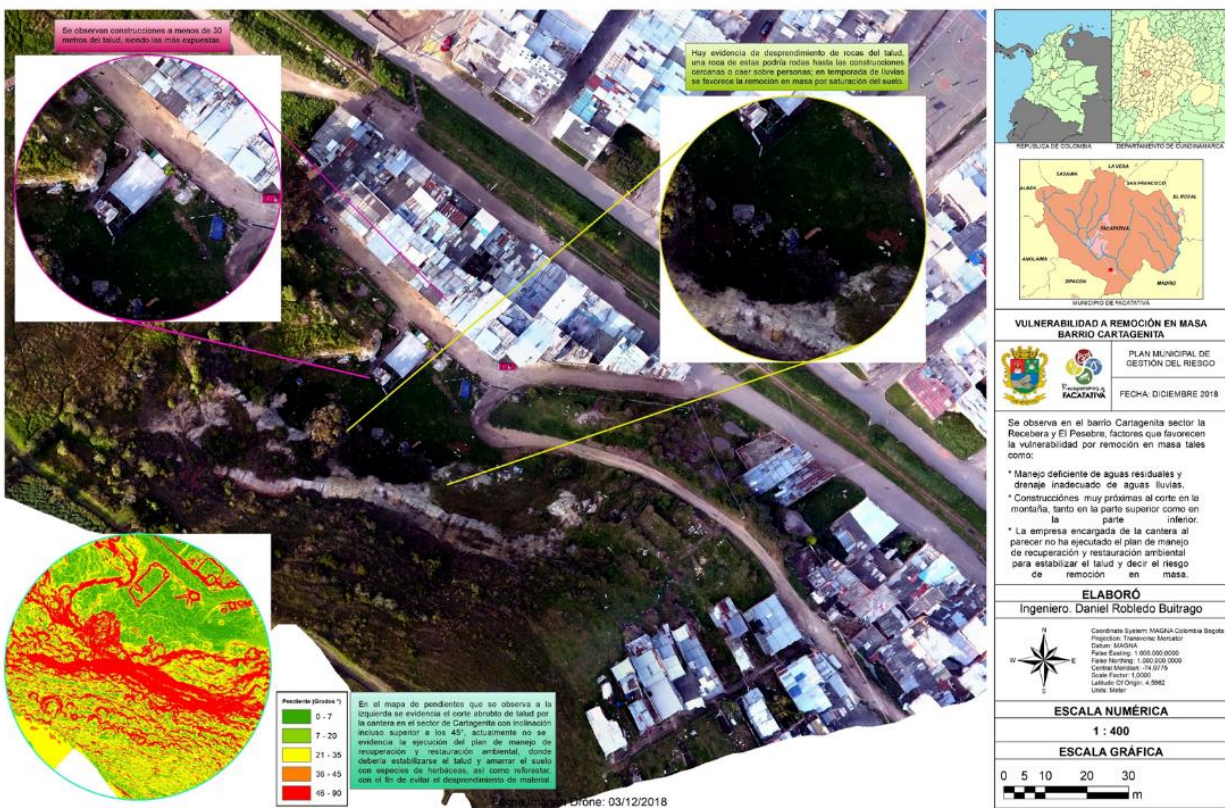 Se observan construcciones a menos de 30
metros del talud, siendo las más expuestas.
Hay evidencia de desprendimiento de rocas del talud,
una roca de estas podría rodas hasta las construcciones
cercanas o caer sobre personas; en temporada de lluvias
se favorece la remoción en masa por saturación del suelo.
REPÚBLICA DE COLOMBIA
DEPARTAMENTO DE CUNDINAMARCA
LA VEGA
SASAIMA
SAN FRANCISCO
ALBÁN
EL ROSAL
FACATATIVÁ
ANOLAIMA
ZIPACÓN
MADRID
MUNICIPIO DE FACATATIVÁ
VULNERABILIDAD A REMOCIÓN EN MASA
BARRIO CARTAGENITA
Recuperemos a
FACATATIVÁ
PLAN MUNICIPAL DE
GESTIÓN DEL RIESGO
FECHA: DICIEMBRE 2018
Se observa en el barrio Cartagenita sector la
Recebera y El Pesebre, factores que favorecen
la vulnerabilidad por remoción en masa tales
como:
* Manejo deficiente de aguas residuales y
drenaje inadecuado de aguas lluvias.
* Construcciónes muy próximas al corte en la
montaña, tanto en la parte superior como en
la parte inferior.
* La empresa encargada de la cantera al
parecer no ha ejecutado el plan de manejo
de recuperación y restauración ambiental
para estabilizar el talud y decir el riesgo
de remoción en masa.
ELABORÓ
Ingeniero. Daniel Robledo Buitrago
N
W E
S
Coordinate System: MAGNA Colombia Bogota
Projection: Transverse Mercator
Datum: MAGNA
False Easting: 1.000.000,0000
False Northing: 1.000.000,0000
Central Meridian: -74,0775
Scale Factor: 1,0000
Latitude Of Origin: 4,5962
Units: Meter
ESCALA NUMÉRICA
1 : 400
ESCALA GRÁFICA
0 5 10 20 30
m
Pendiente (Grados °)
0 - 7
7 - 20
21 - 35
36 - 45
46 - 90
En el mapa de pendientes que se observa a la
izquierda se evidencia el corte abrubto de talud por
la cantera en el sector de Cartagenita con inclinación
incluso superior a los 45°, actualmente no se
evidencia la ejecución del plan de manejo de
recuperación y restauración ambiental, donde
debería estabilizarse el talud y amarrar el suelo
con especies de herbáceas, así como reforestar,
con el fin de evitar el desprendimiento de material.
Drone: 03/12/2018